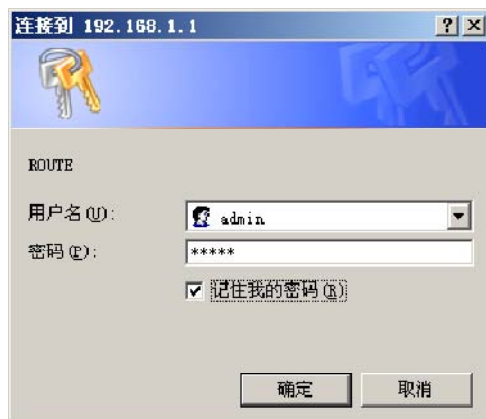 连接到 192.168.1.1
ROUTE
用户名(U):
admin
密码(P):
*****
记住我的密码(R)
确定
取消